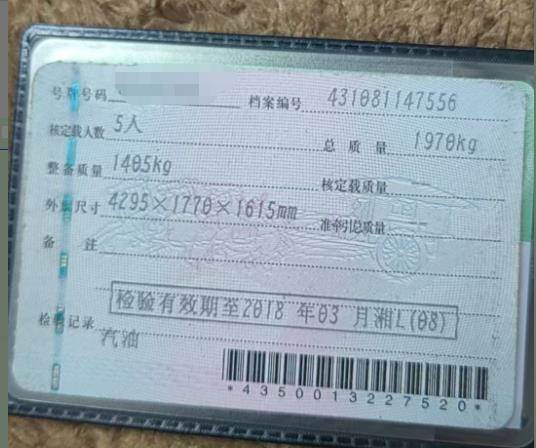 号牌号码
档案编号 431081147556
核定载人数 5人 总质量 1970kg
整备质量 1405kg 核定载质量
外廓尺寸 4295×1770×1615mm 准牵引总质量
备注
检验有效期至2018 年03 月湘L(08)
检验记录
汽油
*4350013227520*